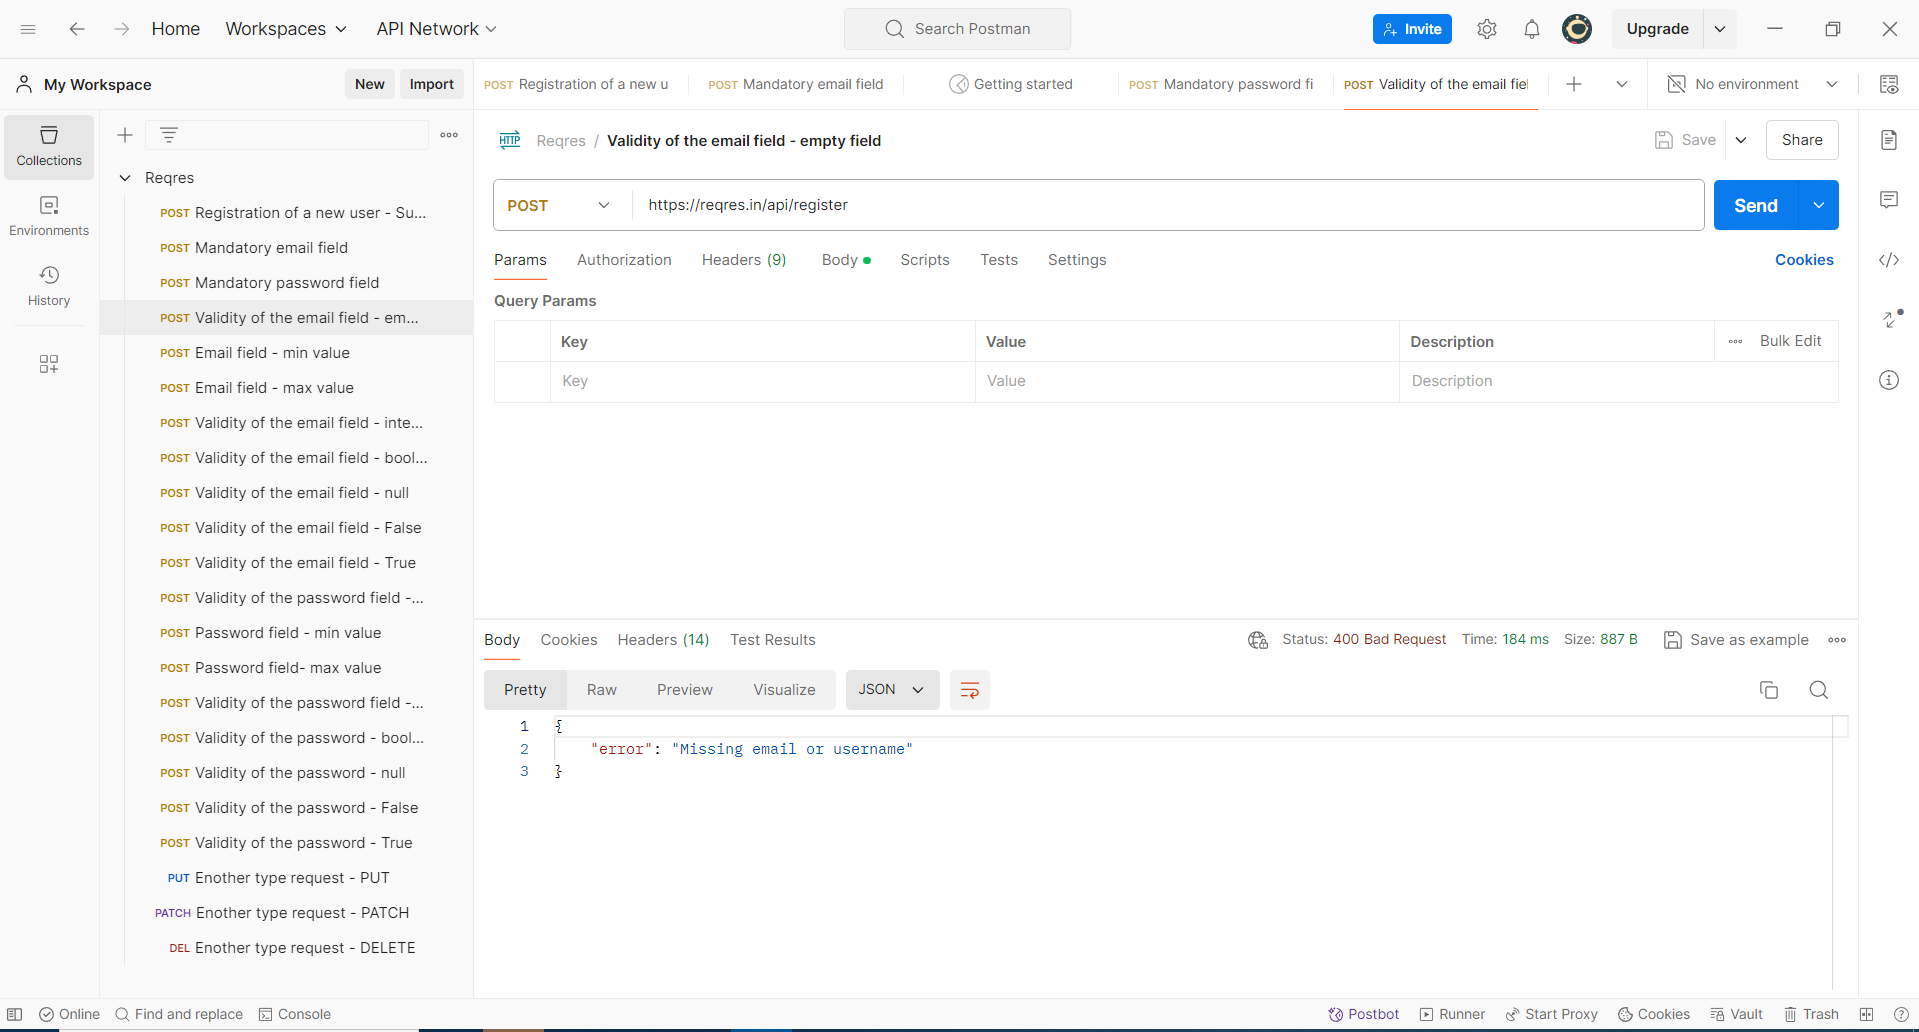 Home Workspaces API Network Search Postman Invite Upgrade
My Workspace New Import
POST Registration of a new u POST Mandatory email field Getting started POST Mandatory password fi POST Validity of the email fiel No environment
Collections
Environments
History
Reqres
POST Registration of a new user - Su...
POST Mandatory email field
POST Mandatory password field
POST Validity of the email field - em...
POST Email field - min value
POST Email field - max value
POST Validity of the email field - inte...
POST Validity of the email field - bool...
POST Validity of the email field - null
POST Validity of the email field - False
POST Validity of the email field - True
POST Validity of the password field -...
POST Password field - min value
POST Password field- max value
POST Validity of the password field -...
POST Validity of the password - bool...
POST Validity of the password - null
POST Validity of the password - False
POST Validity of the password - True
PUT Enother type request - PUT
PATCH Enother type request - PATCH
DEL Enother type request - DELETE
HTTP Reqres / Validity of the email field - empty field Save Share
POST https://reqres.in/api/register Send
Params Authorization Headers (9) Body Scripts Tests Settings Cookies
Query Params
Key Value Description Bulk Edit
Key Value Description
Body Cookies Headers (14) Test Results Status: 400 Bad Request Time: 184 ms Size: 887 B Save as example
Pretty Raw Preview Visualize JSON
1 {
2 "error": "Missing email or username"
3 }
Online Find and replace Console Postbot Runner Start Proxy Cookies Vault Trash